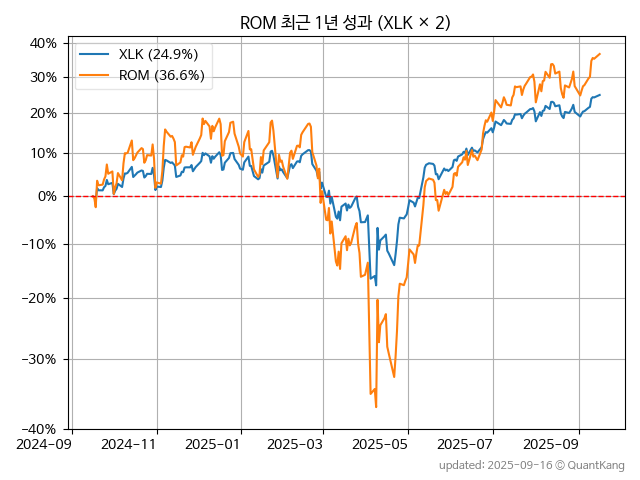 ROM 최근 1년 성과 (XLK × 2)
XLK (24.9%)
ROM (36.6%)
40%
30%
20%
10%
0%
−10%
−20%
−30%
−40%
2024-09 2024-11 2025-01 2025-03 2025-05 2025-07 2025-09
updated: 2025-09-16 © QuantKang